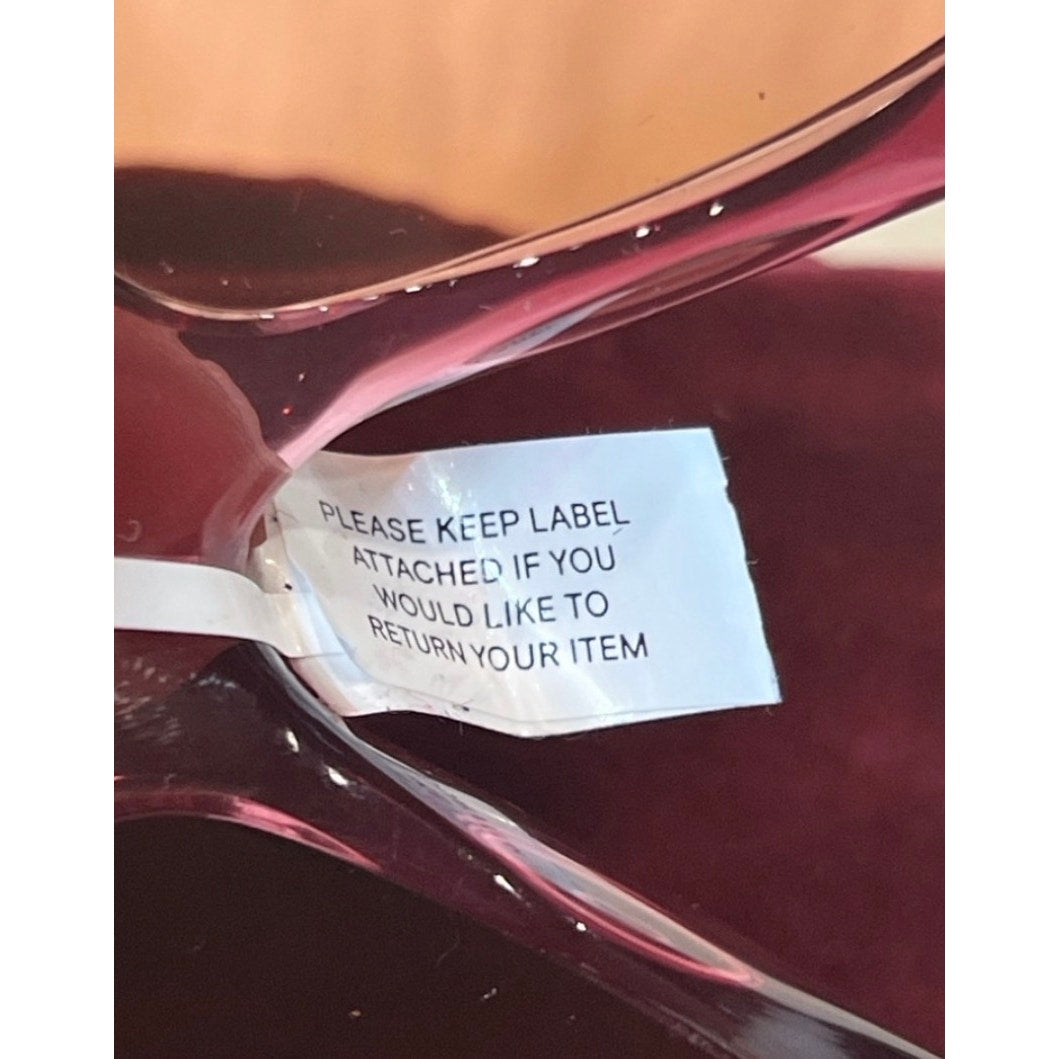 PLEASE KEEP LABEL
ATTACHED IF YOU
WOULD LIKE TO
RETURN YOUR ITEM